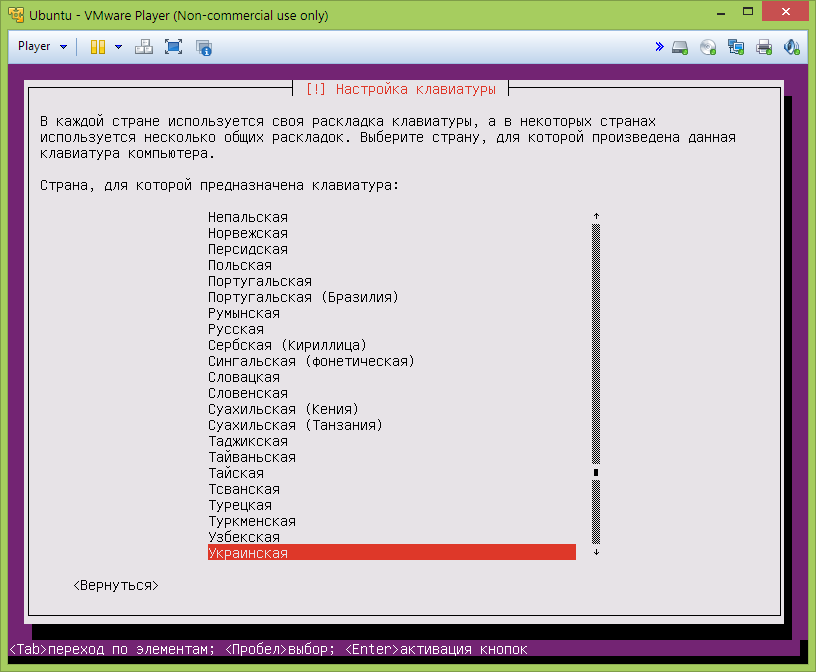 Ubuntu - VMware Player (Non-commercial use only)
Player
[!] Настройка клавиатуры
В каждой стране используется своя раскладка клавиатуры, а в некоторых странах
используется несколько общих раскладок. Выберите страну, для которой произведена данная
клавиатура компьютера.
Страна, для которой предназначена клавиатура:
Непальская
Норвежская
Персидская
Польская
Португальская
Португальская (Бразилия)
Румынская
Русская
Сербская (Кириллица)
Сингальская (фонетическая)
Словацкая
Словенская
Суахильская (Кения)
Суахильская (Танзания)
Таджикская
Тайваньская
Тайская
Тсванская
Турецкая
Туркменская
Узбекская
Украинская
<Вернуться>
<Tab>переход по элементам; <Пробел>выбор; <Enter>активация кнопок